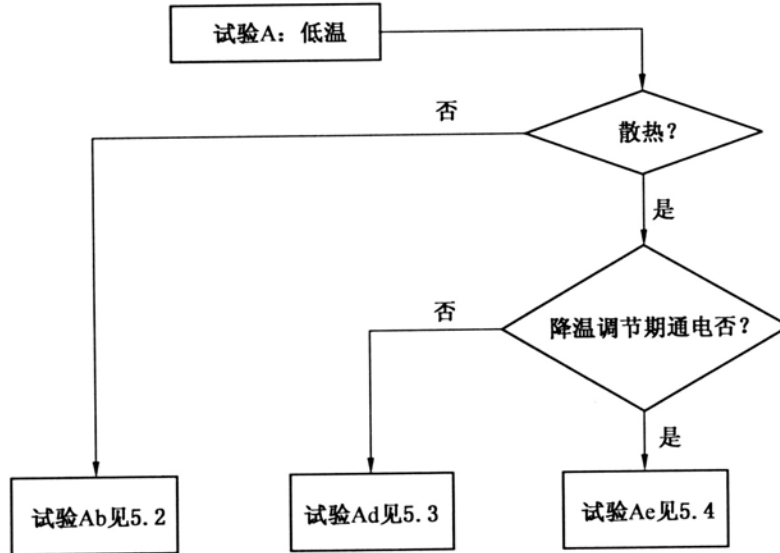 试验A：低温
否
散热？
是
否
降温调节期通电否？
是
试验Ab见5.2
试验Ad见5.3
试验Ae见5.4